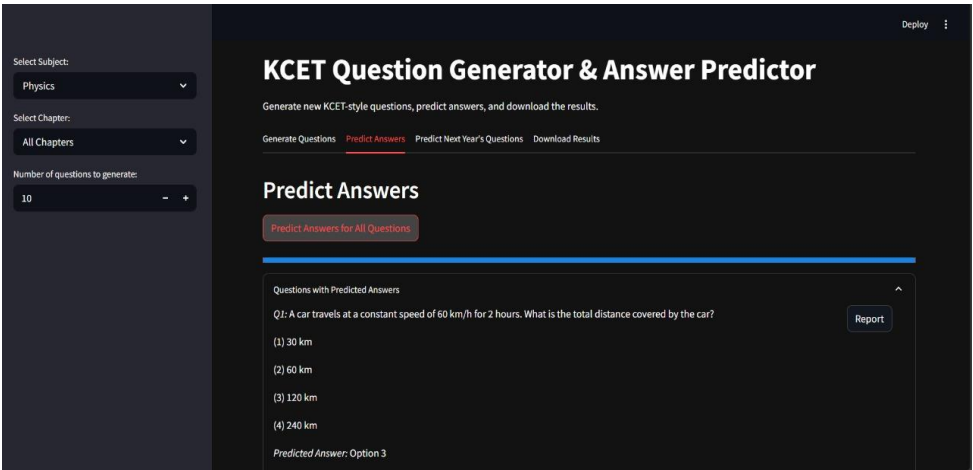 Deploy
Select Subject:
Physics
Select Chapter:
All Chapters
Number of questions to generate:
10 - +
KCET Question Generator & Answer Predictor
Generate new KCET-style questions, predict answers, and download the results.
Generate Questions Predict Answers Predict Next Year's Questions Download Results
Predict Answers
Predict Answers for All Questions
Questions with Predicted Answers
Q1: A car travels at a constant speed of 60 km/h for 2 hours. What is the total distance covered by the car?
Report
(1) 30 km
(2) 60 km
(3) 120 km
(4) 240 km
Predicted Answer: Option 3